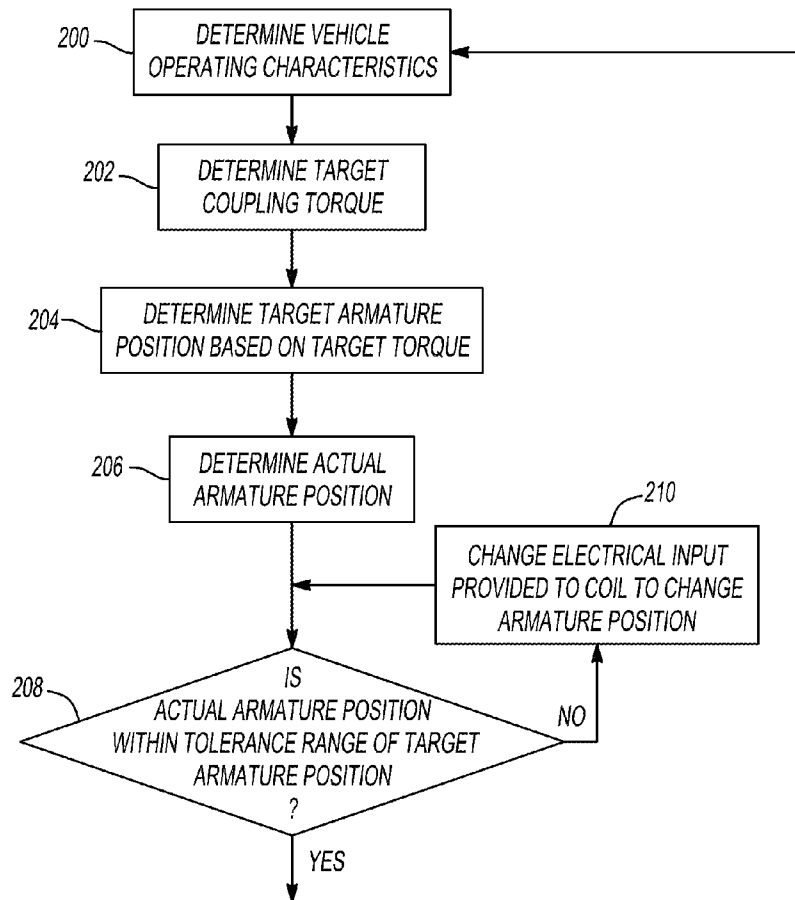 200
DETERMINE VEHICLE
OPERATING CHARACTERISTICS
202
DETERMINE TARGET
COUPLING TORQUE
204
DETERMINE TARGET ARMATURE
POSITION BASED ON TARGET TORQUE
206
DETERMINE ACTUAL
ARMATURE POSITION
210
CHANGE ELECTRICAL INPUT
PROVIDED TO COIL TO CHANGE
ARMATURE POSITION
208
IS
ACTUAL ARMATURE POSITION
WITHIN TOLERANCE RANGE OF TARGET
ARMATURE POSITION
?
NO
YES